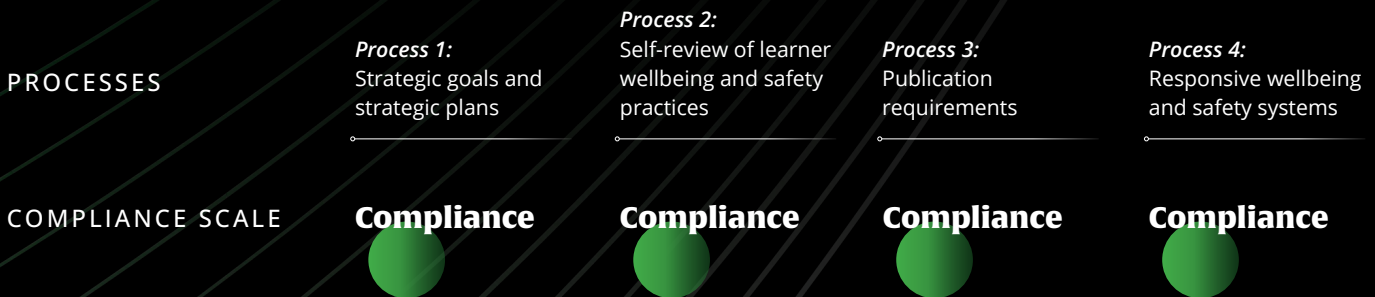 PROCESSES
Process 1:
Strategic goals and
strategic plans
Process 2:
Self-review of learner
wellbeing and safety
practices
Process 3:
Publication
requirements
Process 4:
Responsive wellbeing
and safety systems
COMPLIANCE SCALE
Compliance
Compliance
Compliance
Compliance